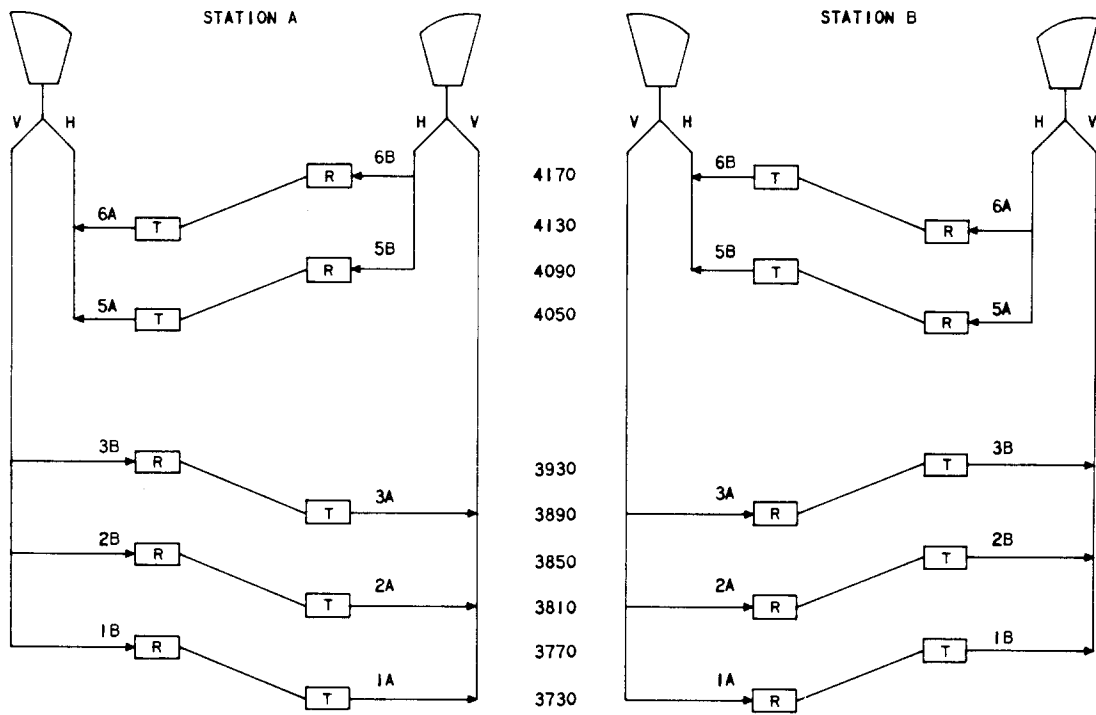 STATION A STATION B
V H H V V H H V
6B 4170 6B
R T
6A T 4130 6A R
5B 4090 5B
R T
5A T 4050 5A R
3B R 3930 3B T
3A T 3890 3A R
2B R 3850 2B T
2A T 3810 2A R
1B R 3770 1B T
1A T 3730 1A R